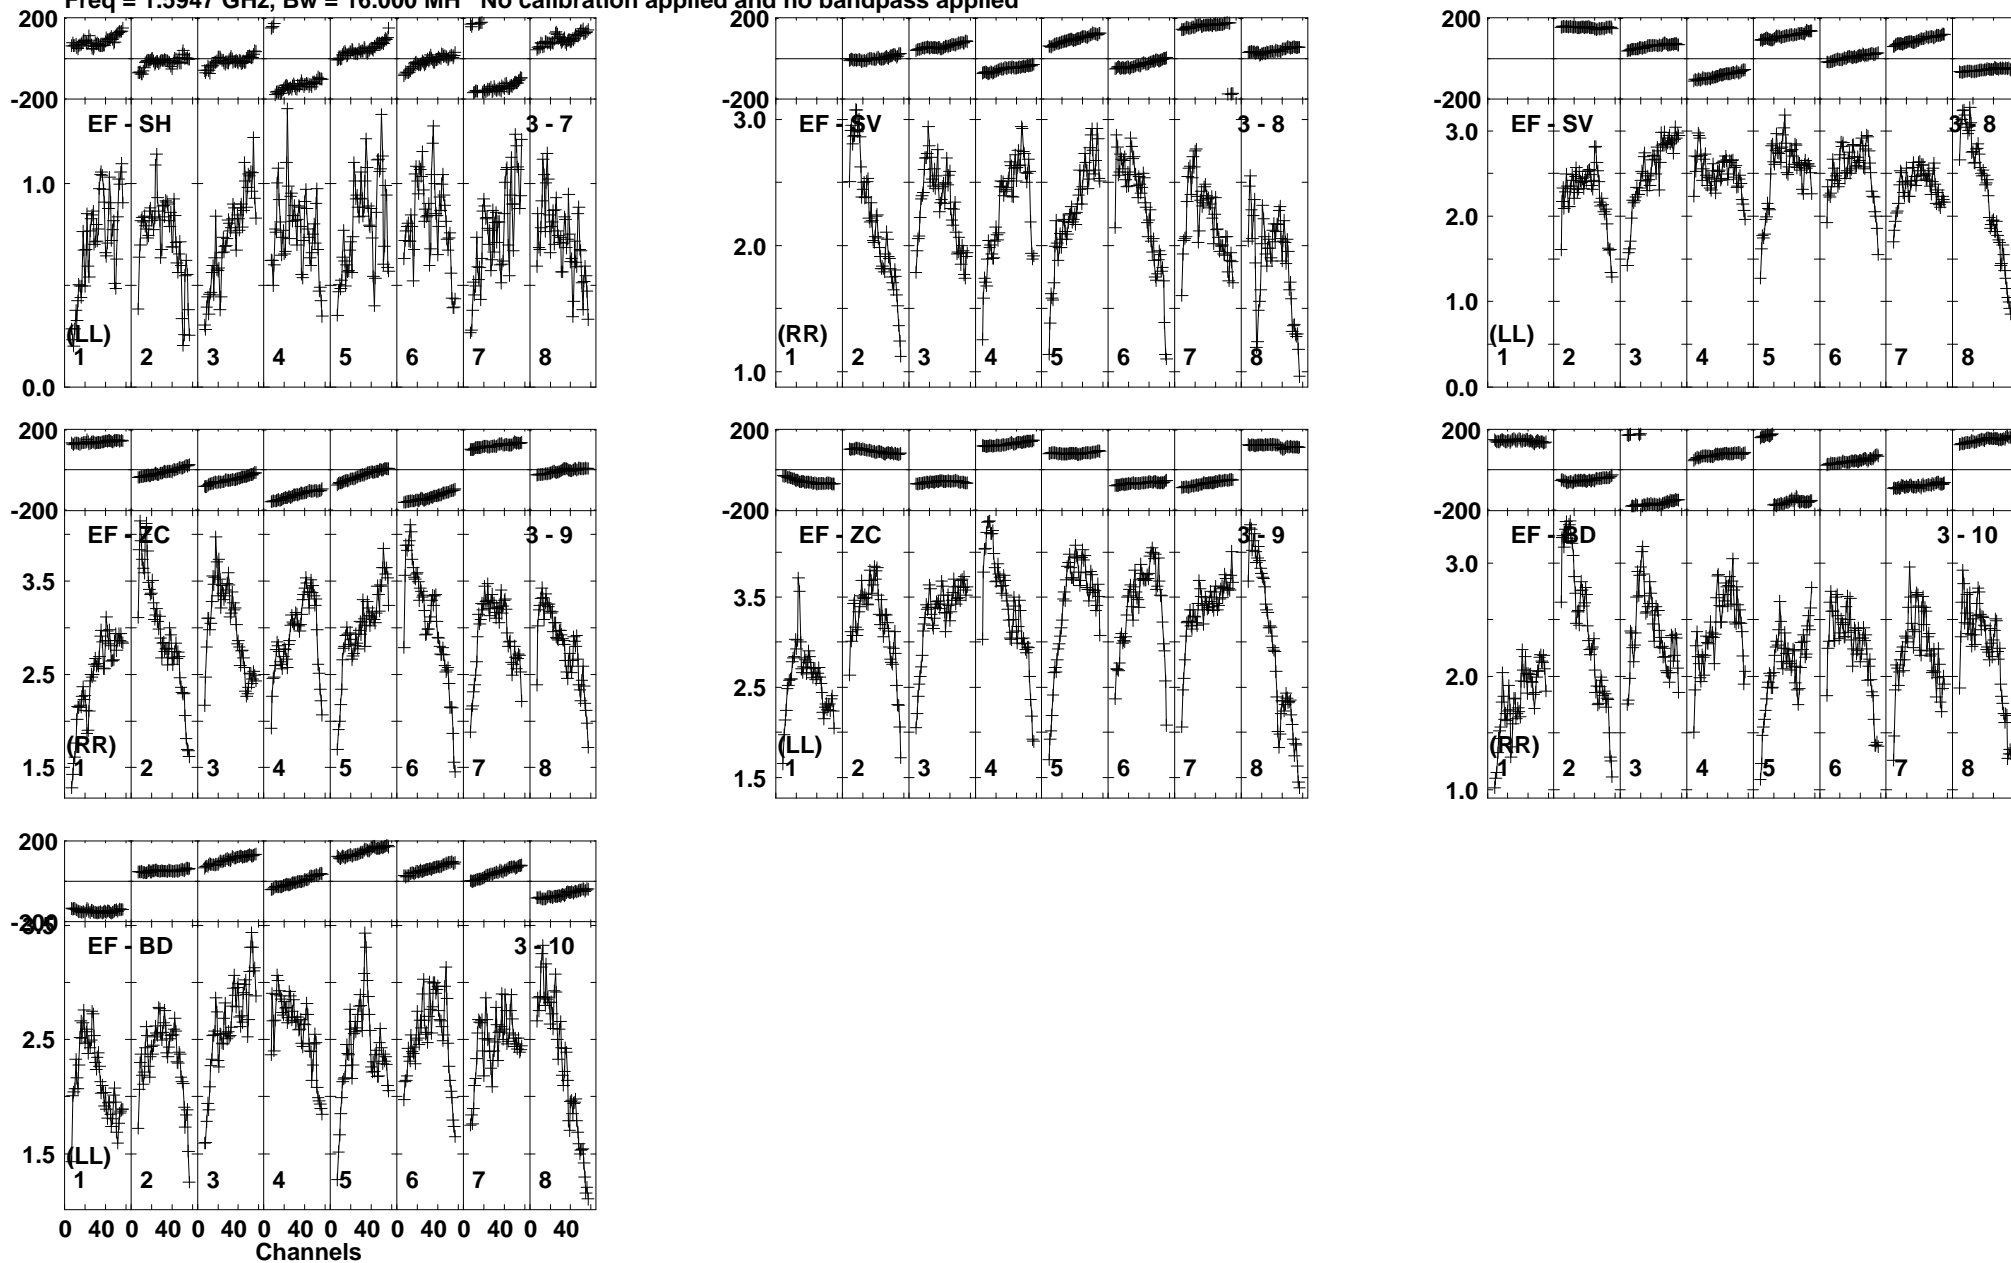 Freq = 1.5947 GHz, Bw = 16.000 MH No calibration applied and no bandpass applied
200
-200
EF - SH
3 - 7
1.0
(LL)
1 2 3 4 5 6 7 8
0.0
200
-200
3.0
EF - SV
3 - 8
2.0
(RR)
1 2 3 4 5 6 7 8
1.0
200
-200
3.0
EF - SV
3 - 8
2.0
1.0
(LL)
1 2 3 4 5 6 7 8
0.0
200
-200
EF - ZC
3 - 9
3.5
2.5
(RR)
1 2 3 4 5 6 7 8
1.5
200
-200
EF - ZC
3 - 9
3.5
2.5
(LL)
1 2 3 4 5 6 7 8
1.5
200
-200
EF - BD
3 - 10
3.0
2.0
(RR)
1 2 3 4 5 6 7 8
1.0
200
-200
3.5
EF - BD
3 - 10
2.5
1.5
(LL)
1 2 3 4 5 6 7 8
0 40 0 40 0 40 0 40 0 40 0 40 0 40 0 40
Channels